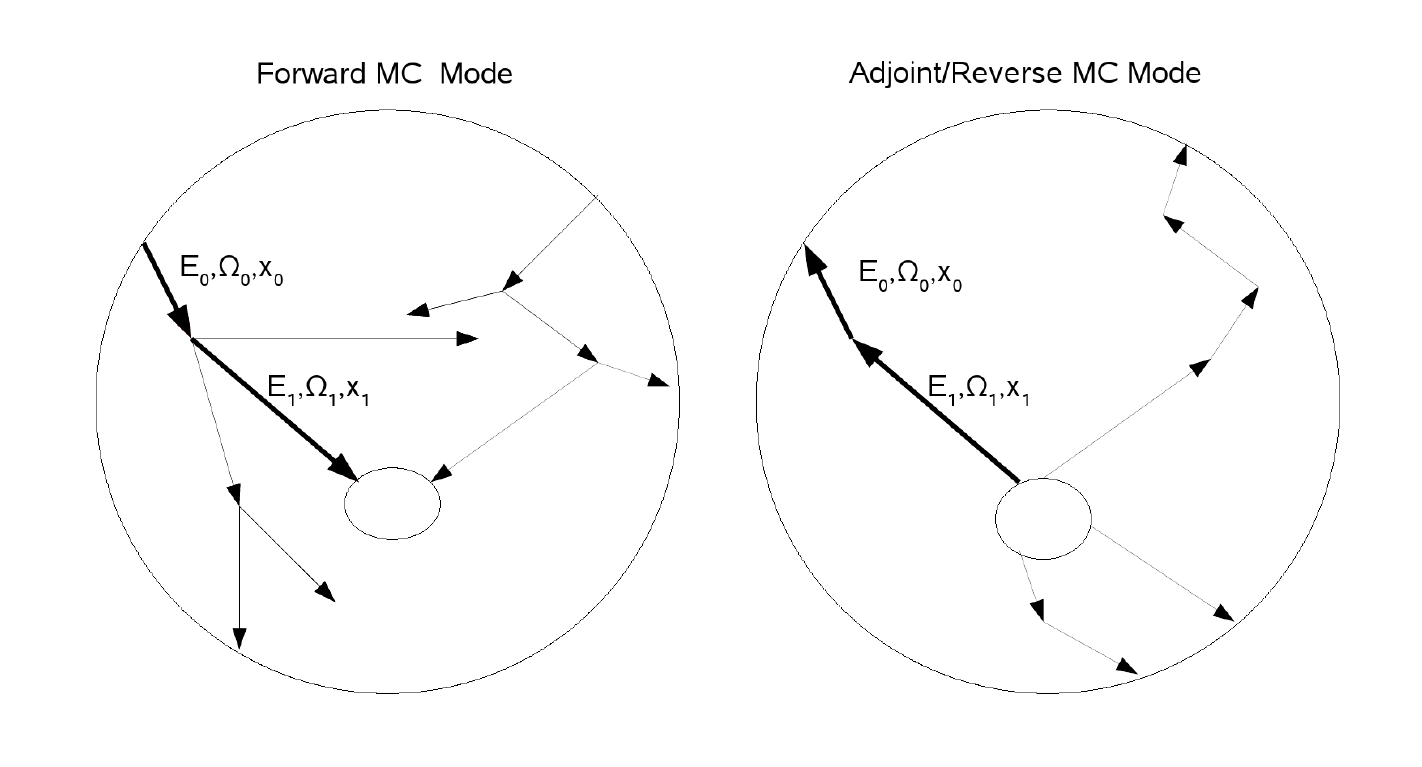 Forward MC Mode
Adjoint/Reverse MC Mode
E₀,Ω₀,x₀
E₁,Ω₁,x₁
E₀,Ω₀,x₀
E₁,Ω₁,x₁